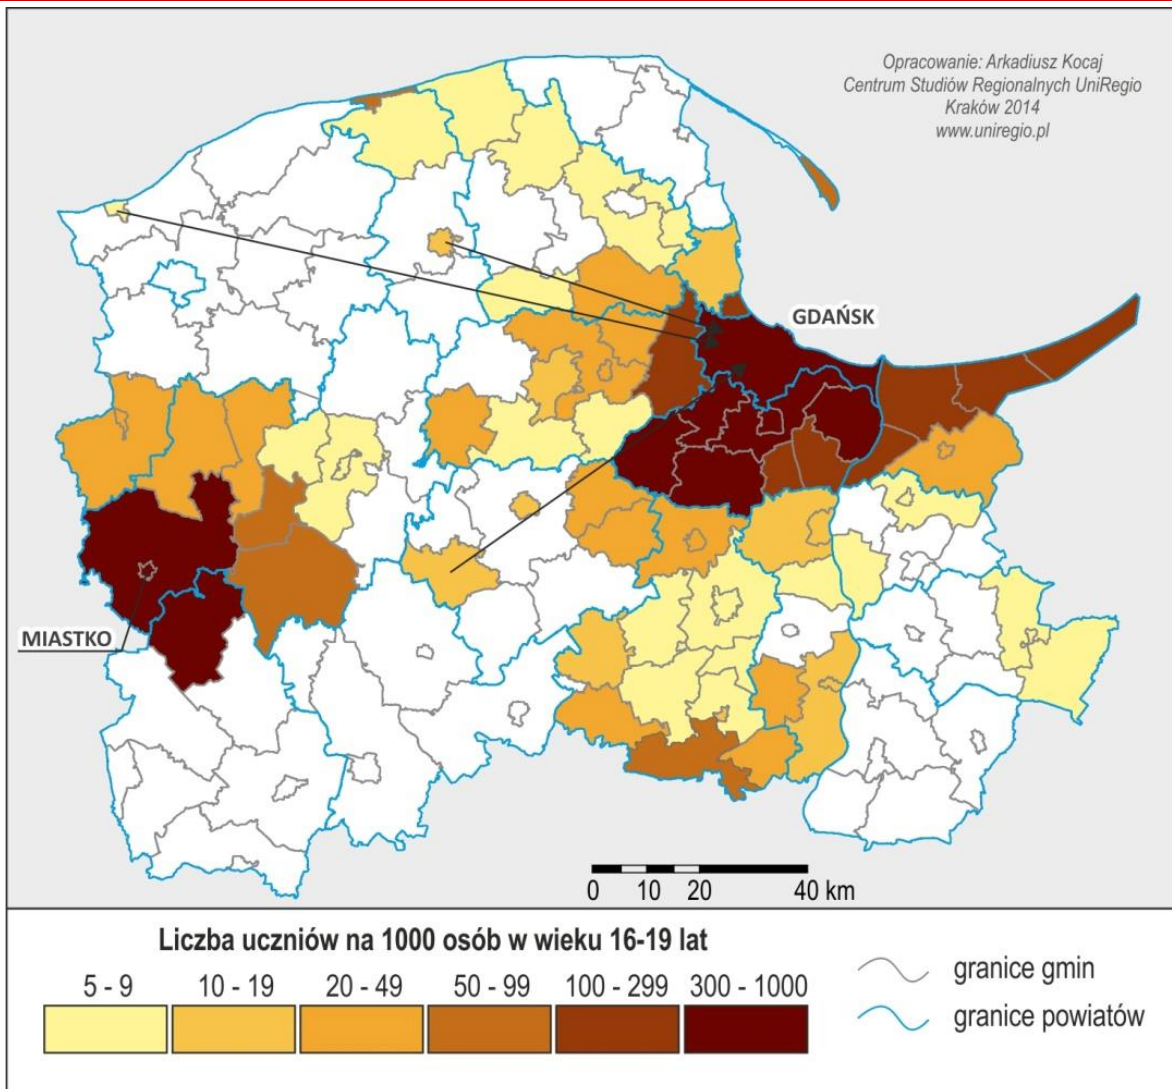 Opracowanie: Arkadiusz Kocaj
Centrum Studiów Regionalnych UniRegio
Kraków 2014
www.uniregio.pl
GDAŃSK
MIASTKO
0 10 20 40 km
Liczba uczniów na 1000 osób w wieku 16-19 lat
5 - 9 10 - 19 20 - 49 50 - 99 100 - 299 300 - 1000
granice gmin
granice powiatów